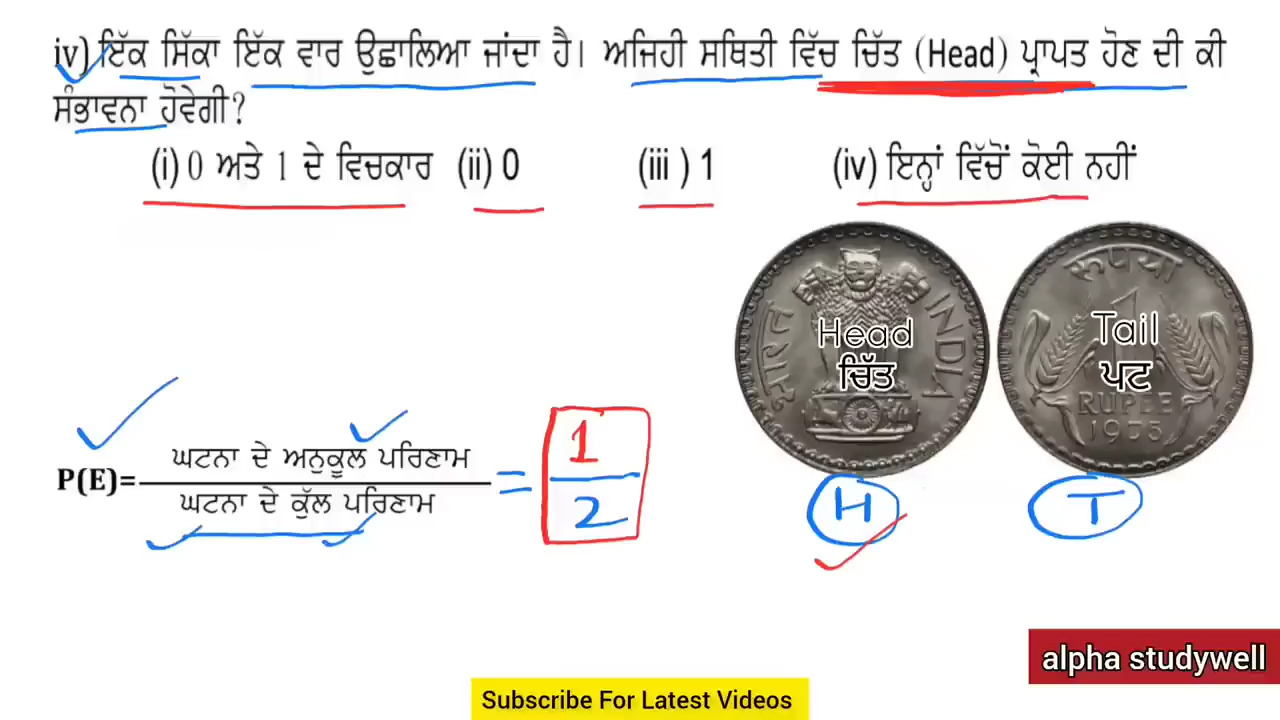 iv) ਇੱਕ ਸਿੱਕਾ ਇੱਕ ਵਾਰ ਉਛਾਲਿਆ ਜਾਂਦਾ ਹੈ। ਅਜਿਹੀ ਸਥਿਤੀ ਵਿੱਚ ਚਿੱਤ (Head) ਪ੍ਰਾਪਤ ਹੋਣ ਦੀ ਕੀ
ਸੰਭਾਵਨਾ ਹੋਵੇਗੀ?
(i) 0 ਅਤੇ 1 ਦੇ ਵਿਚਕਾਰ (ii) 0 (iii ) 1 (iv) ਇਨ੍ਹਾਂ ਵਿੱਚੋਂ ਕੋਈ ਨਹੀਂ
भारत INDIA
Head
ਚਿੱਤ
रूपया
1
Tail
ਪਟ
RUPEE
1975
P(E)=
ਘਟਨਾ ਦੇ ਅਨੁਕੂਲ ਪਰਿਣਾਮ
ਘਟਨਾ ਦੇ ਕੁੱਲ ਪਰਿਣਾਮ
=
1
2
H T
alpha studywell
Subscribe For Latest Videos